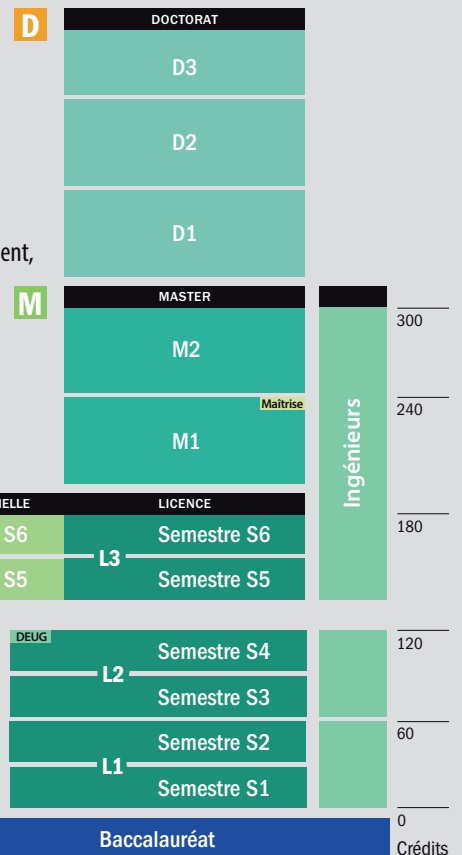 D
DOCTORAT
D3
D2
D1
ent,
M
MASTER
M2
Maîtrise
M1
Ingénieurs
300
240
180
120
60
0
Crédits
IELLE
LICENCE
S6
Semestre S6
L3
S5
Semestre S5
DEUG
Semestre S4
L2
Semestre S3
Semestre S2
L1
Semestre S1
Baccalauréat